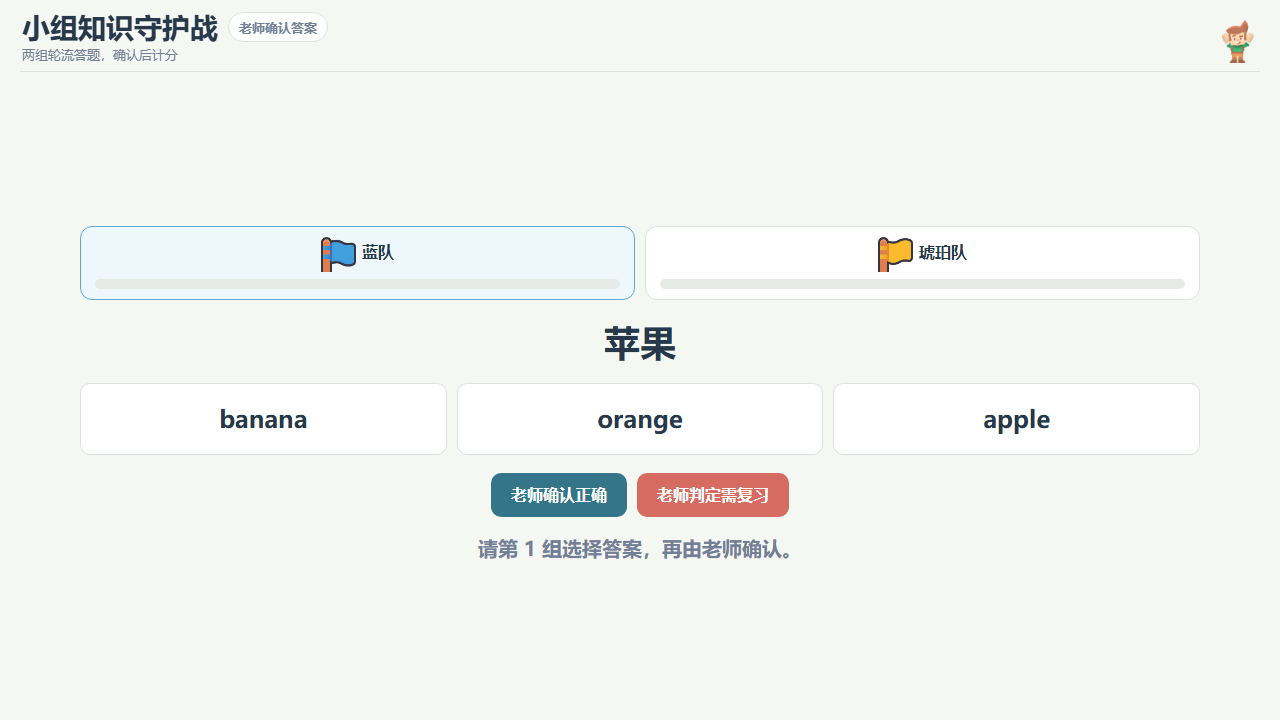 小组知识守护战
老师确认答案
两组轮流答题，确认后计分
蓝队
琥珀队
苹果
banana
orange
apple
老师确认正确
老师判定需复习
请第 1 组选择答案，再由老师确认。